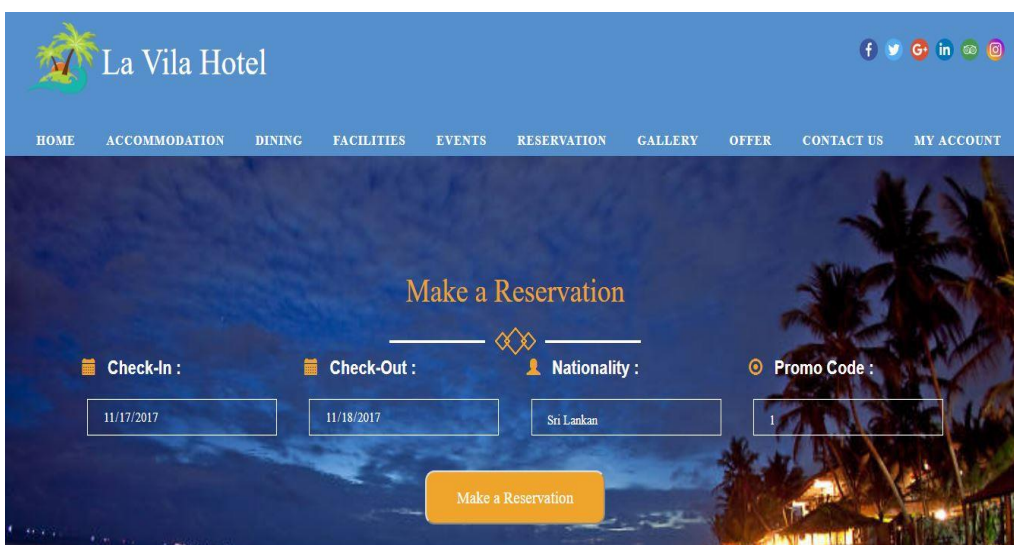 La Vila Hotel
HOME ACCOMMODATION DINING FACILITIES EVENTS RESERVATION GALLERY OFFER CONTACT US MY ACCOUNT
Make a Reservation
Check-In : Check-Out : Nationality : Promo Code :
11/17/2017 11/18/2017 Sri Lankan 1
Make a Reservation